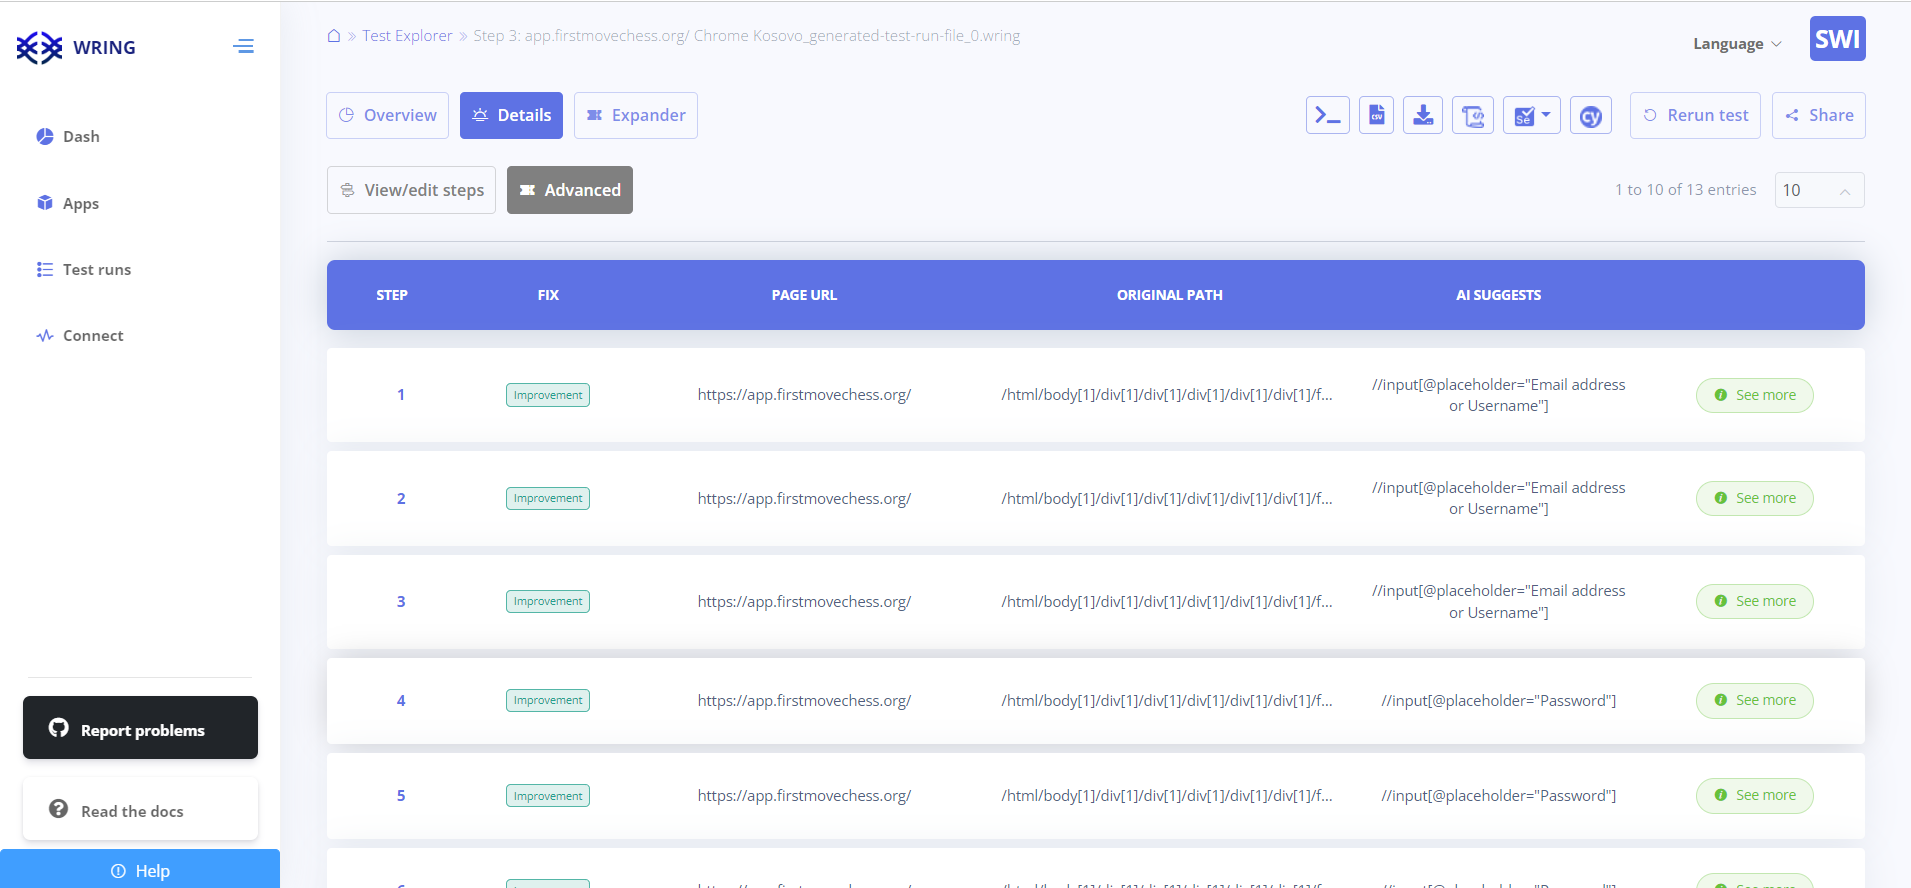 WRING
» Test Explorer » Step 3: app.firstmovechess.org/ Chrome Kosovo_generated-test-run-file_0.wring
Language
SWI
Dash
Apps
Test runs
Connect
Overview
Details
Expander
CSV
Se
cy
Rerun test
Share
View/edit steps
Advanced
1 to 10 of 13 entries
10
STEP FIX PAGE URL ORIGINAL PATH AI SUGGESTS
1 Improvement https://app.firstmovechess.org/ /html/body[1]/div[1]/div[1]/div[1]/div[1]/div[1]/f... //input[@placeholder="Email address
or Username"] See more
2 Improvement https://app.firstmovechess.org/ /html/body[1]/div[1]/div[1]/div[1]/div[1]/div[1]/f... //input[@placeholder="Email address
or Username"] See more
3 Improvement https://app.firstmovechess.org/ /html/body[1]/div[1]/div[1]/div[1]/div[1]/div[1]/f... //input[@placeholder="Email address
or Username"] See more
4 Improvement https://app.firstmovechess.org/ /html/body[1]/div[1]/div[1]/div[1]/div[1]/div[1]/f... //input[@placeholder="Password"] See more
5 Improvement https://app.firstmovechess.org/ /html/body[1]/div[1]/div[1]/div[1]/div[1]/div[1]/f... //input[@placeholder="Password"] See more
Report problems
Read the docs
Help